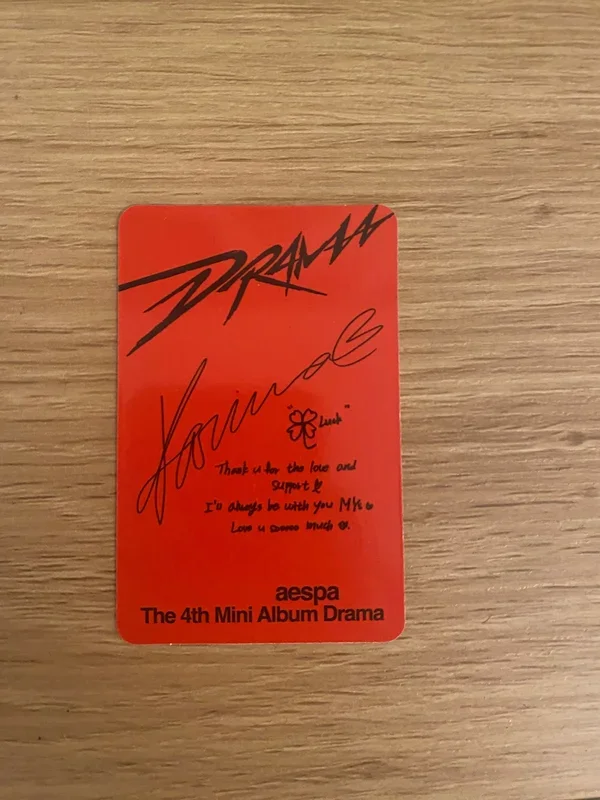 DRAMA
Karina
"🍀 Luck"
Thank u for the love and
support ♡
I'll always be with you MYs
Love u soooo much
aespa
The 4th Mini Album Drama